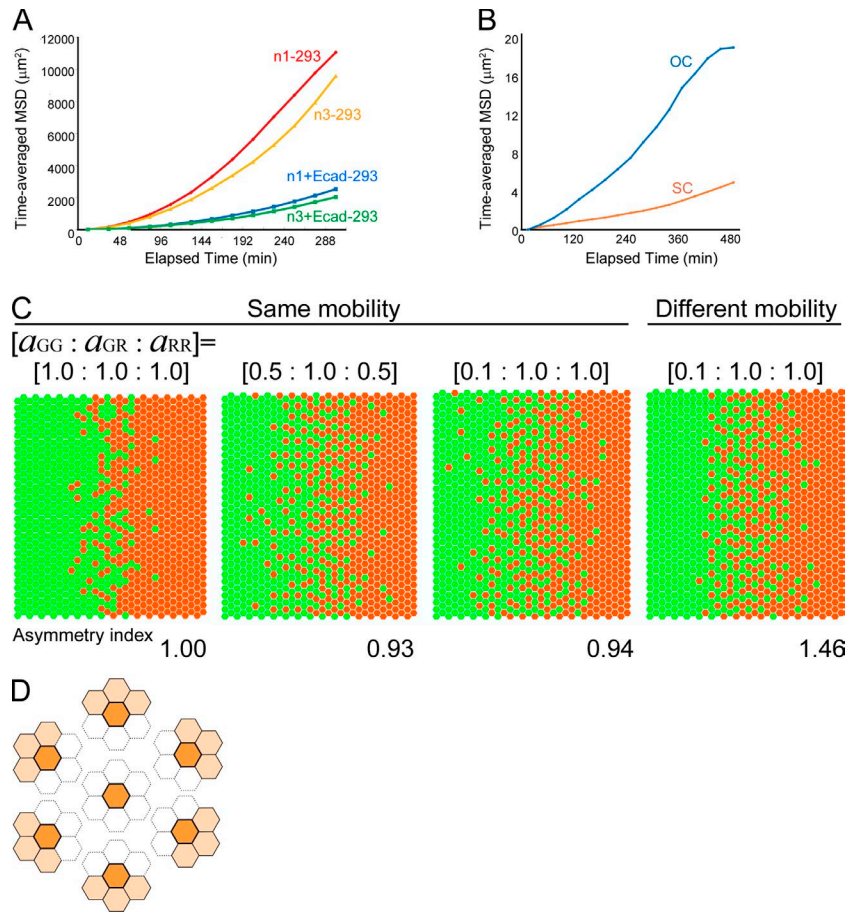 A
12000
10000
8000
6000
4000
2000
0
Time-averaged MSD (μm²)
n1-293
n3-293
n1+Ecad-293
n3+Ecad-293
48 96 144 192 240 288
Elapsed Time (min)
B
20
16
12
8
4
0
Time-averaged MSD (μm²)
OC
SC
0 120 240 360 480
Elapsed Time (min)
C
Same mobility
Different mobility
[aGG : aGR : aRR]=
[1.0 : 1.0 : 1.0] [0.5 : 1.0 : 0.5] [0.1 : 1.0 : 1.0] [0.1 : 1.0 : 1.0]
Asymmetry index
1.00 0.93 0.94 1.46
D